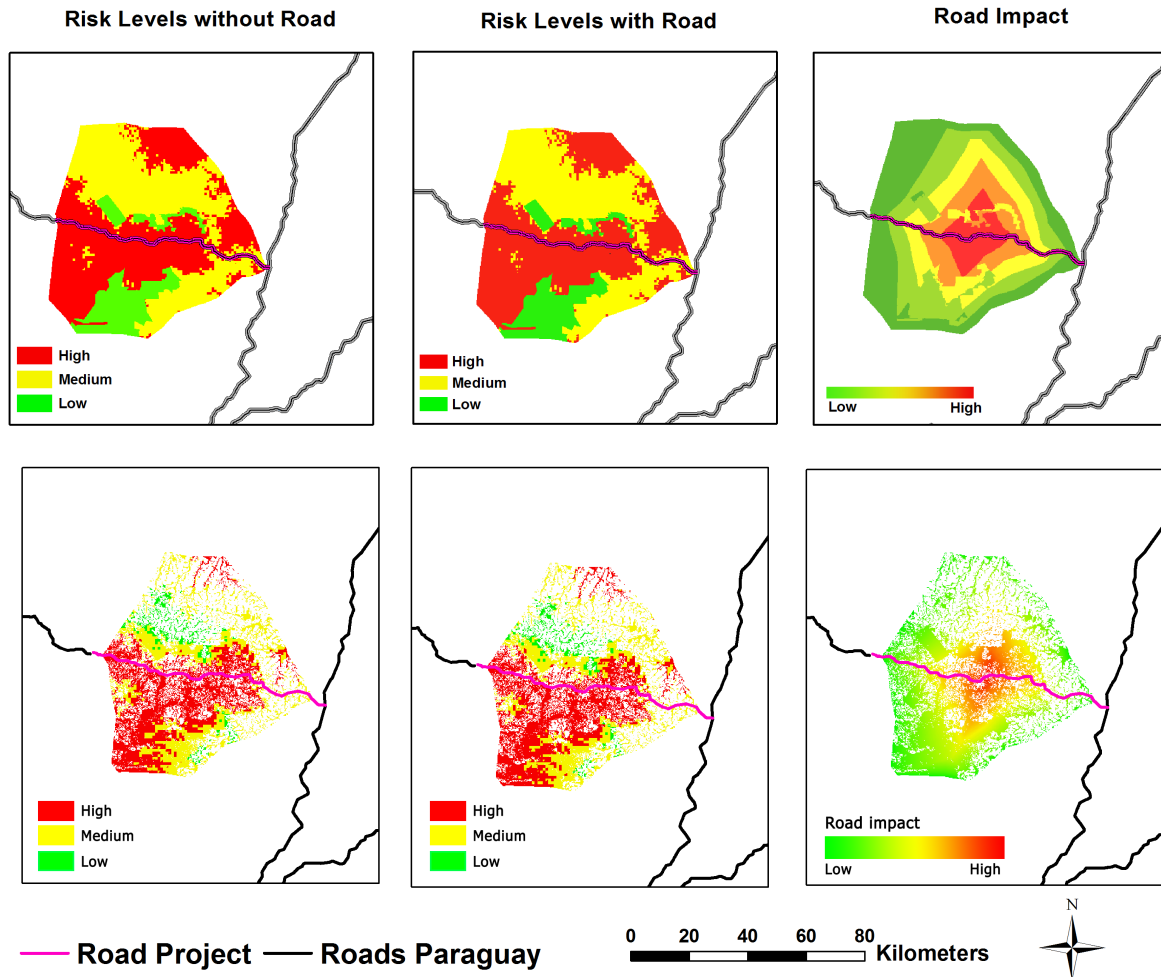 Risk Levels without Road
Risk Levels with Road
Road Impact
High
Medium
Low
High
Medium
Low
Low High
High
Medium
Low
High
Medium
Low
Road impact
Low High
Road Project
Roads Paraguay
0 20 40 60 80
Kilometers
N